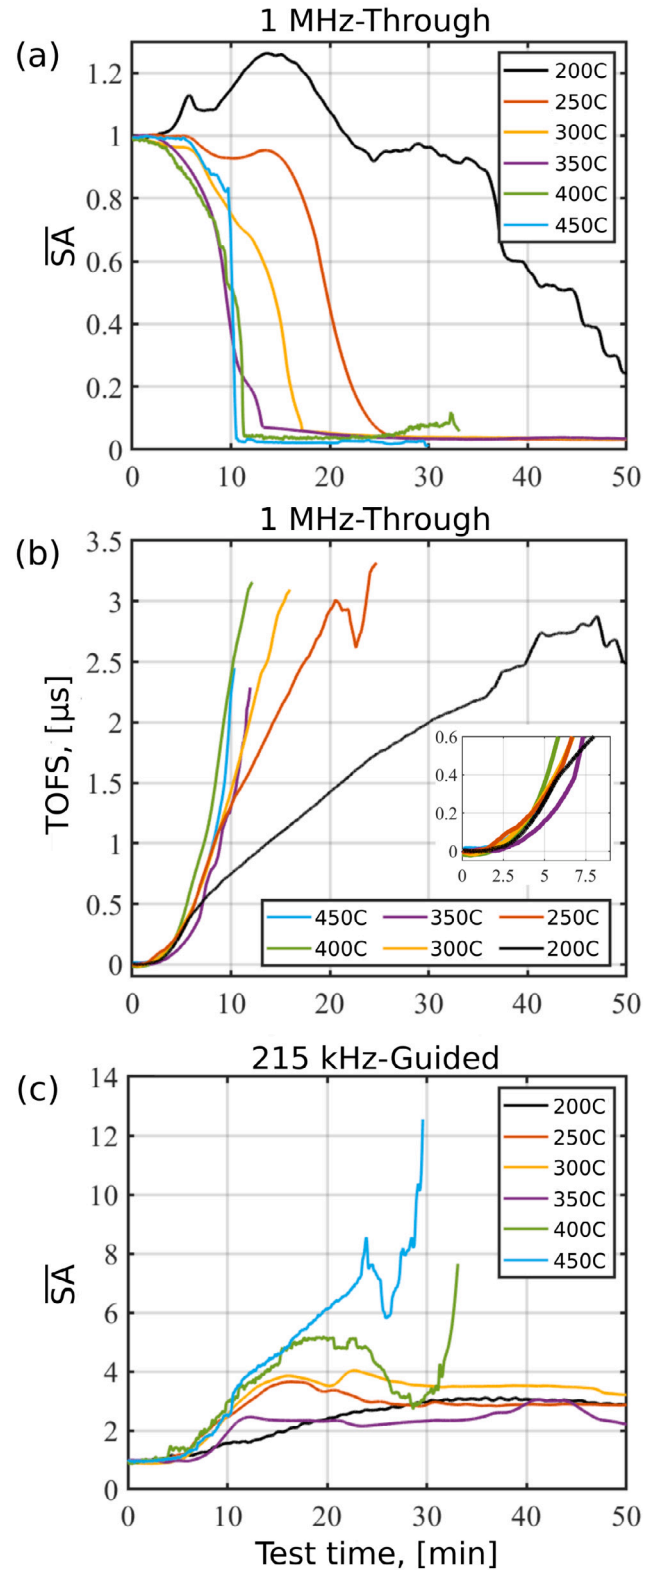 1 MHz-Through
(a)
1.2
1
0.8
0.6
0.4
0.2
0
SA
200C
250C
300C
350C
400C
450C
0 10 20 30 40 50
1 MHz-Through
(b)
3.5
3
2.5
2
1.5
1
0.5
0
TOFS, [μs]
0.6
0.4
0.2
0
0 2.5 5 7.5
450C 350C 250C
400C 300C 200C
0 10 20 30 40 50
215 kHz-Guided
(c)
14
12
10
8
6
4
2
0
SA
200C
250C
300C
350C
400C
450C
0 10 20 30 40 50
Test time, [min]